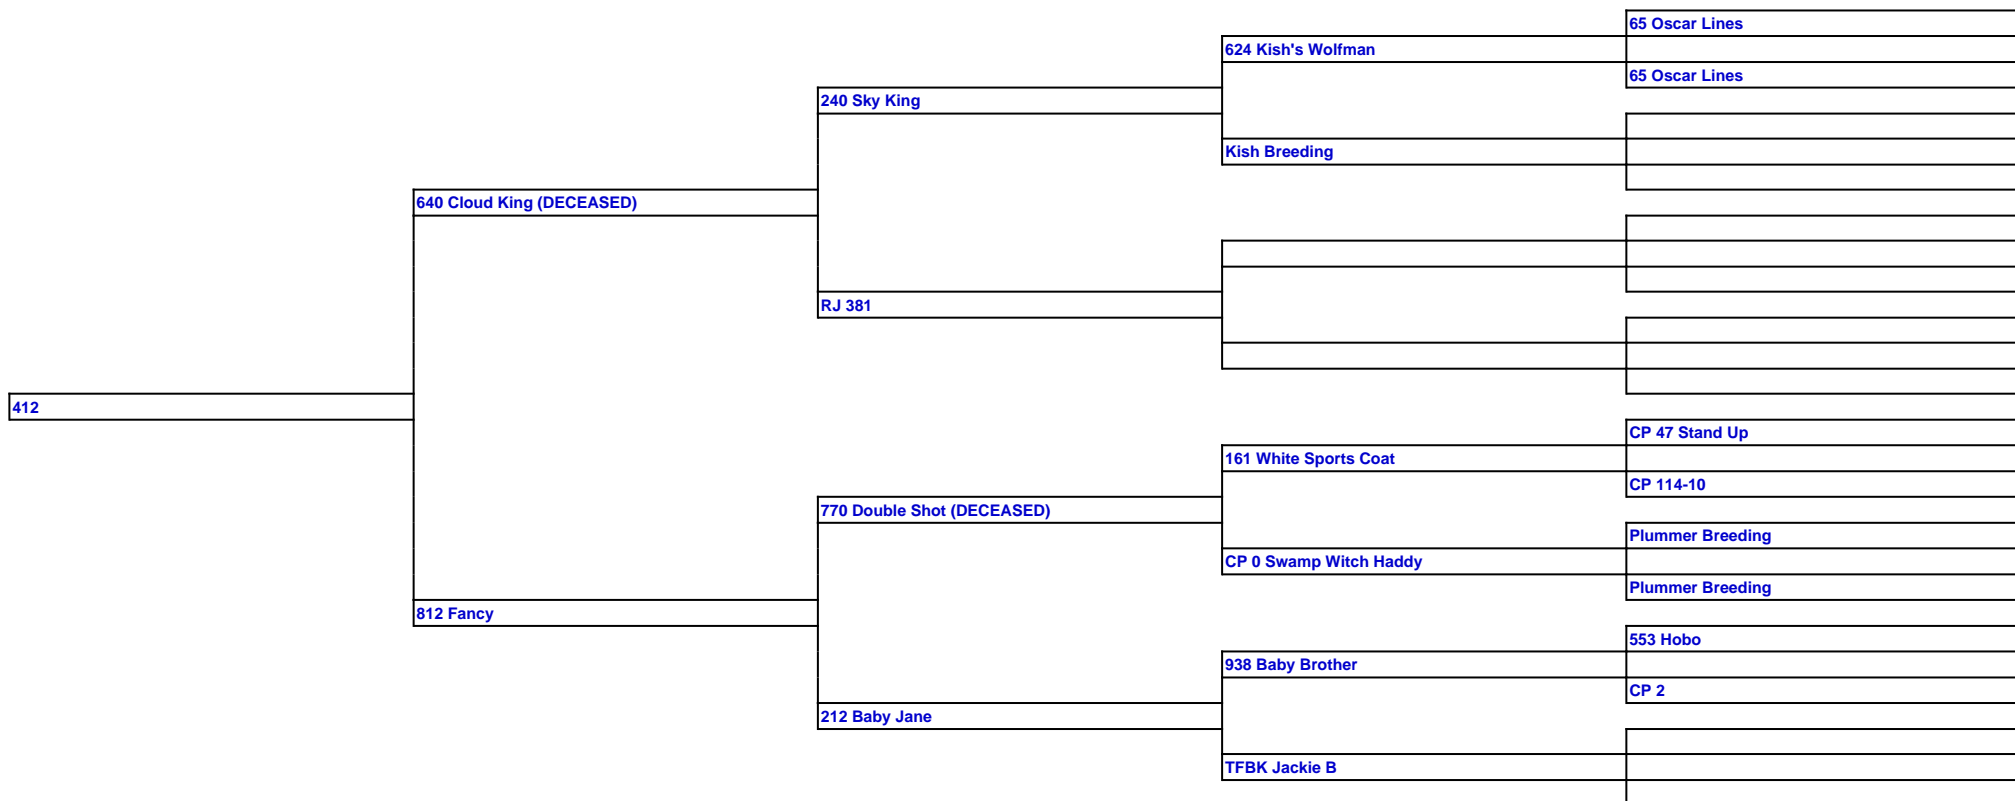 65 Oscar Lines
624 Kish's Wolfman
65 Oscar Lines
240 Sky King
Kish Breeding
640 Cloud King (DECEASED)
RJ 381
412
CP 47 Stand Up
161 White Sports Coat
CP 114-10
770 Double Shot (DECEASED)
Plummer Breeding
CP 0 Swamp Witch Haddy
Plummer Breeding
812 Fancy
553 Hobo
938 Baby Brother
CP 2
212 Baby Jane
TFBK Jackie B